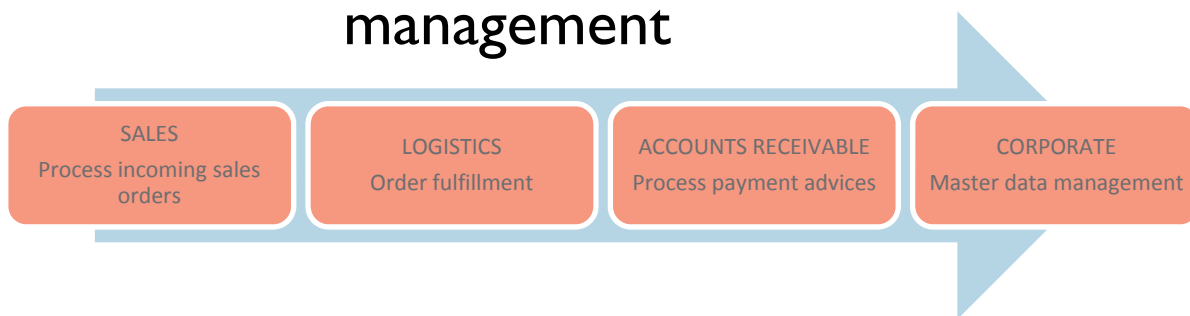 management
SALES
Process incoming sales
orders
LOGISTICS
Order fulfillment
ACCOUNTS RECEIVABLE
Process payment advices
CORPORATE
Master data management